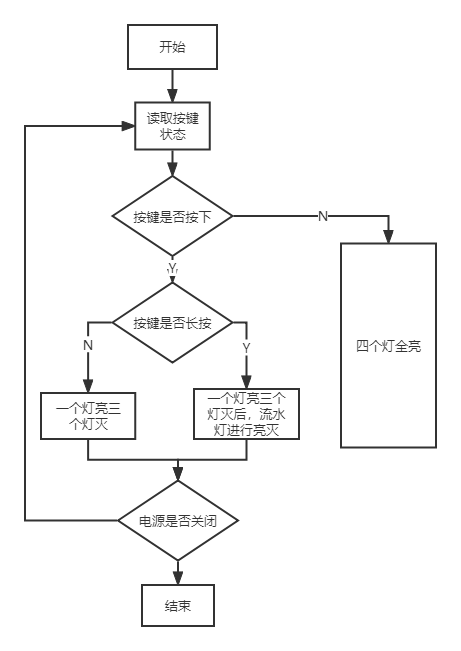 开始
读取按键
状态
按键是否按下
N
Y
按键是否长按
N
Y
四个灯全亮
一个灯亮三
个灯灭
一个灯亮三个
灯灭后，流水
灯进行亮灭
电源是否关闭
结束